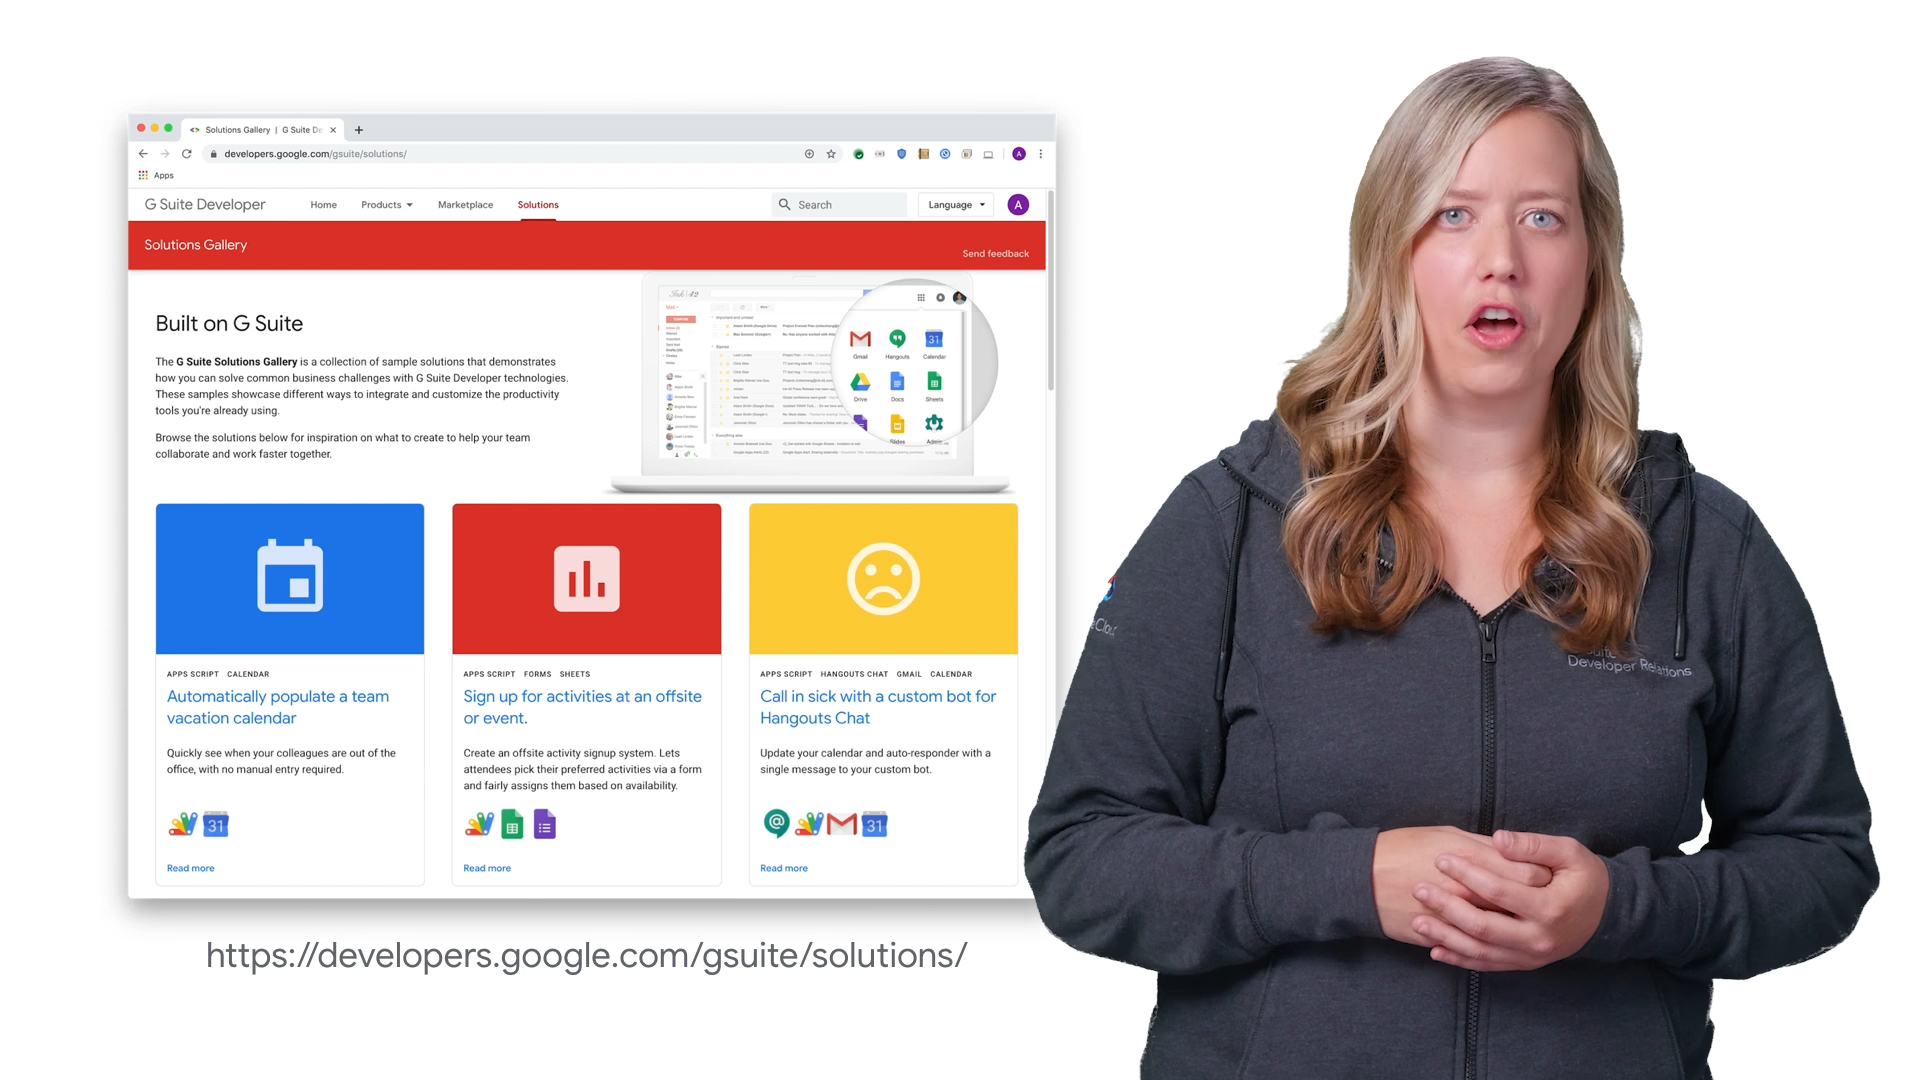 Solutions Gallery | G Suite De
developers.google.com/gsuite/solutions/
A
Apps
G Suite Developer
Home
Products
Marketplace
Solutions
Search
Language
A
Solutions Gallery
Send feedback
Built on G Suite
The G Suite Solutions Gallery is a collection of sample solutions that demonstrates
how you can solve common business challenges with G Suite Developer technologies.
These samples showcase different ways to integrate and customize the productivity
tools you're already using.
Browse the solutions below for inspiration on what to create to help your team
collaborate and work faster together.
Gmail
Hangouts
31
Calendar
Drive
Docs
Sheets
Slides
Admin
APPS SCRIPT CALENDAR
Automatically populate a team
vacation calendar
Quickly see when your colleagues are out of the
office, with no manual entry required.
31
Read more
APPS SCRIPT FORMS SHEETS
Sign up for activities at an offsite
or event.
Create an offsite activity signup system. Lets
attendees pick their preferred activities via a form
and fairly assigns them based on availability.
Read more
APPS SCRIPT HANGOUTS CHAT GMAIL CALENDAR
Call in sick with a custom bot for
Hangouts Chat
Update your calendar and auto-responder with a
single message to your custom bot.
@
31
Read more
https://developers.google.com/gsuite/solutions/
eCloud
Suite
Developer Relations